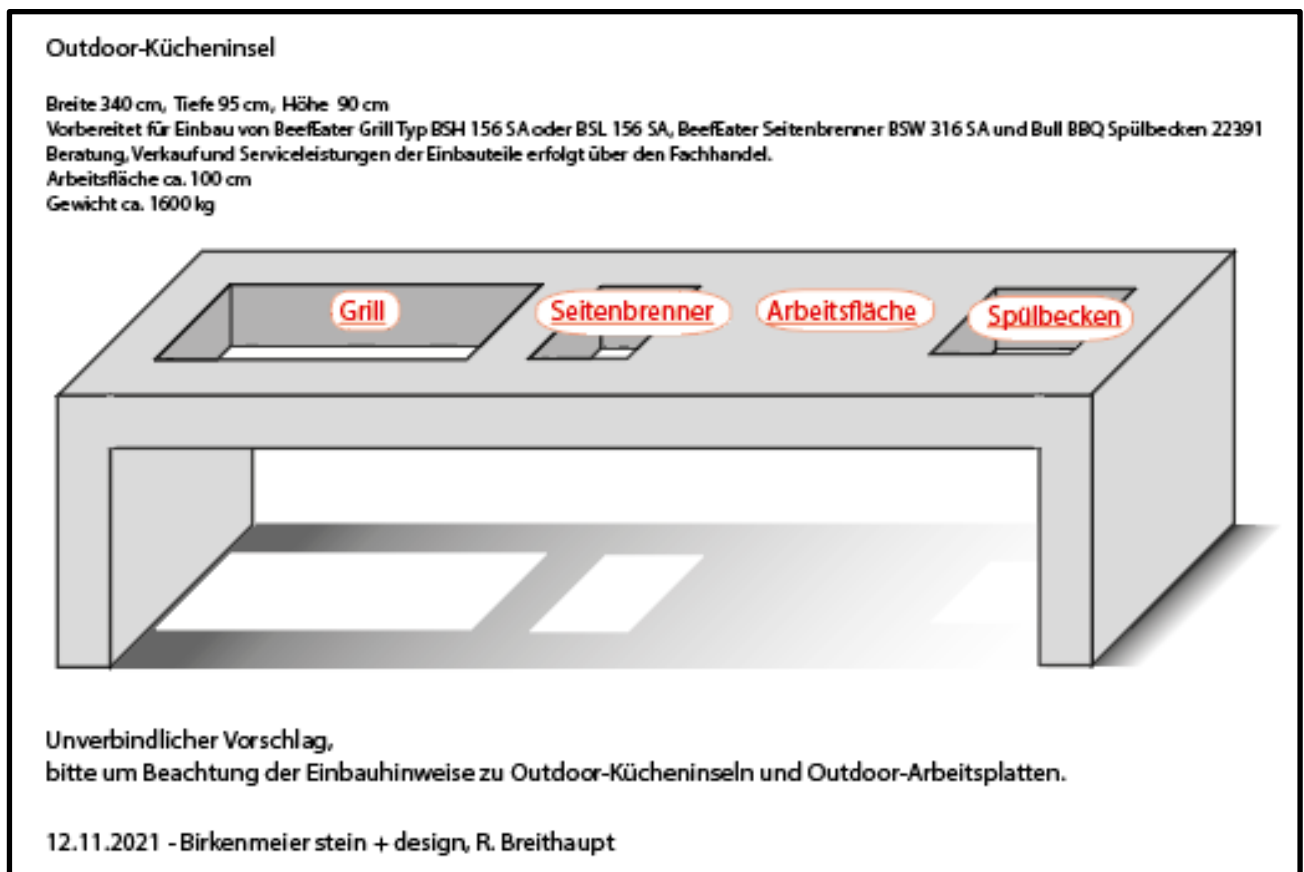 Outdoor-Kücheninsel
Breite 340 cm, Tiefe 95 cm, Höhe 90 cm
Vorbereitet für Einbau von BeefEater Grill Typ BSH 156 SA oder BSL 156 SA, BeefEater Seitenbrenner BSW 316 SA und Bull BBQ Spülbecken 22391
Beratung, Verkauf und Serviceleistungen der Einbauteile erfolgt über den Fachhandel.
Arbeitsfläche ca. 100 cm
Gewicht ca. 1600 kg
Grill Seitenbrenner Arbeitsfläche Spülbecken
Unverbindlicher Vorschlag,
bitte um Beachtung der Einbauhinweise zu Outdoor-Kücheninseln und Outdoor-Arbeitsplatten.
12.11.2021 - Birkenmeier stein + design, R. Breithaupt